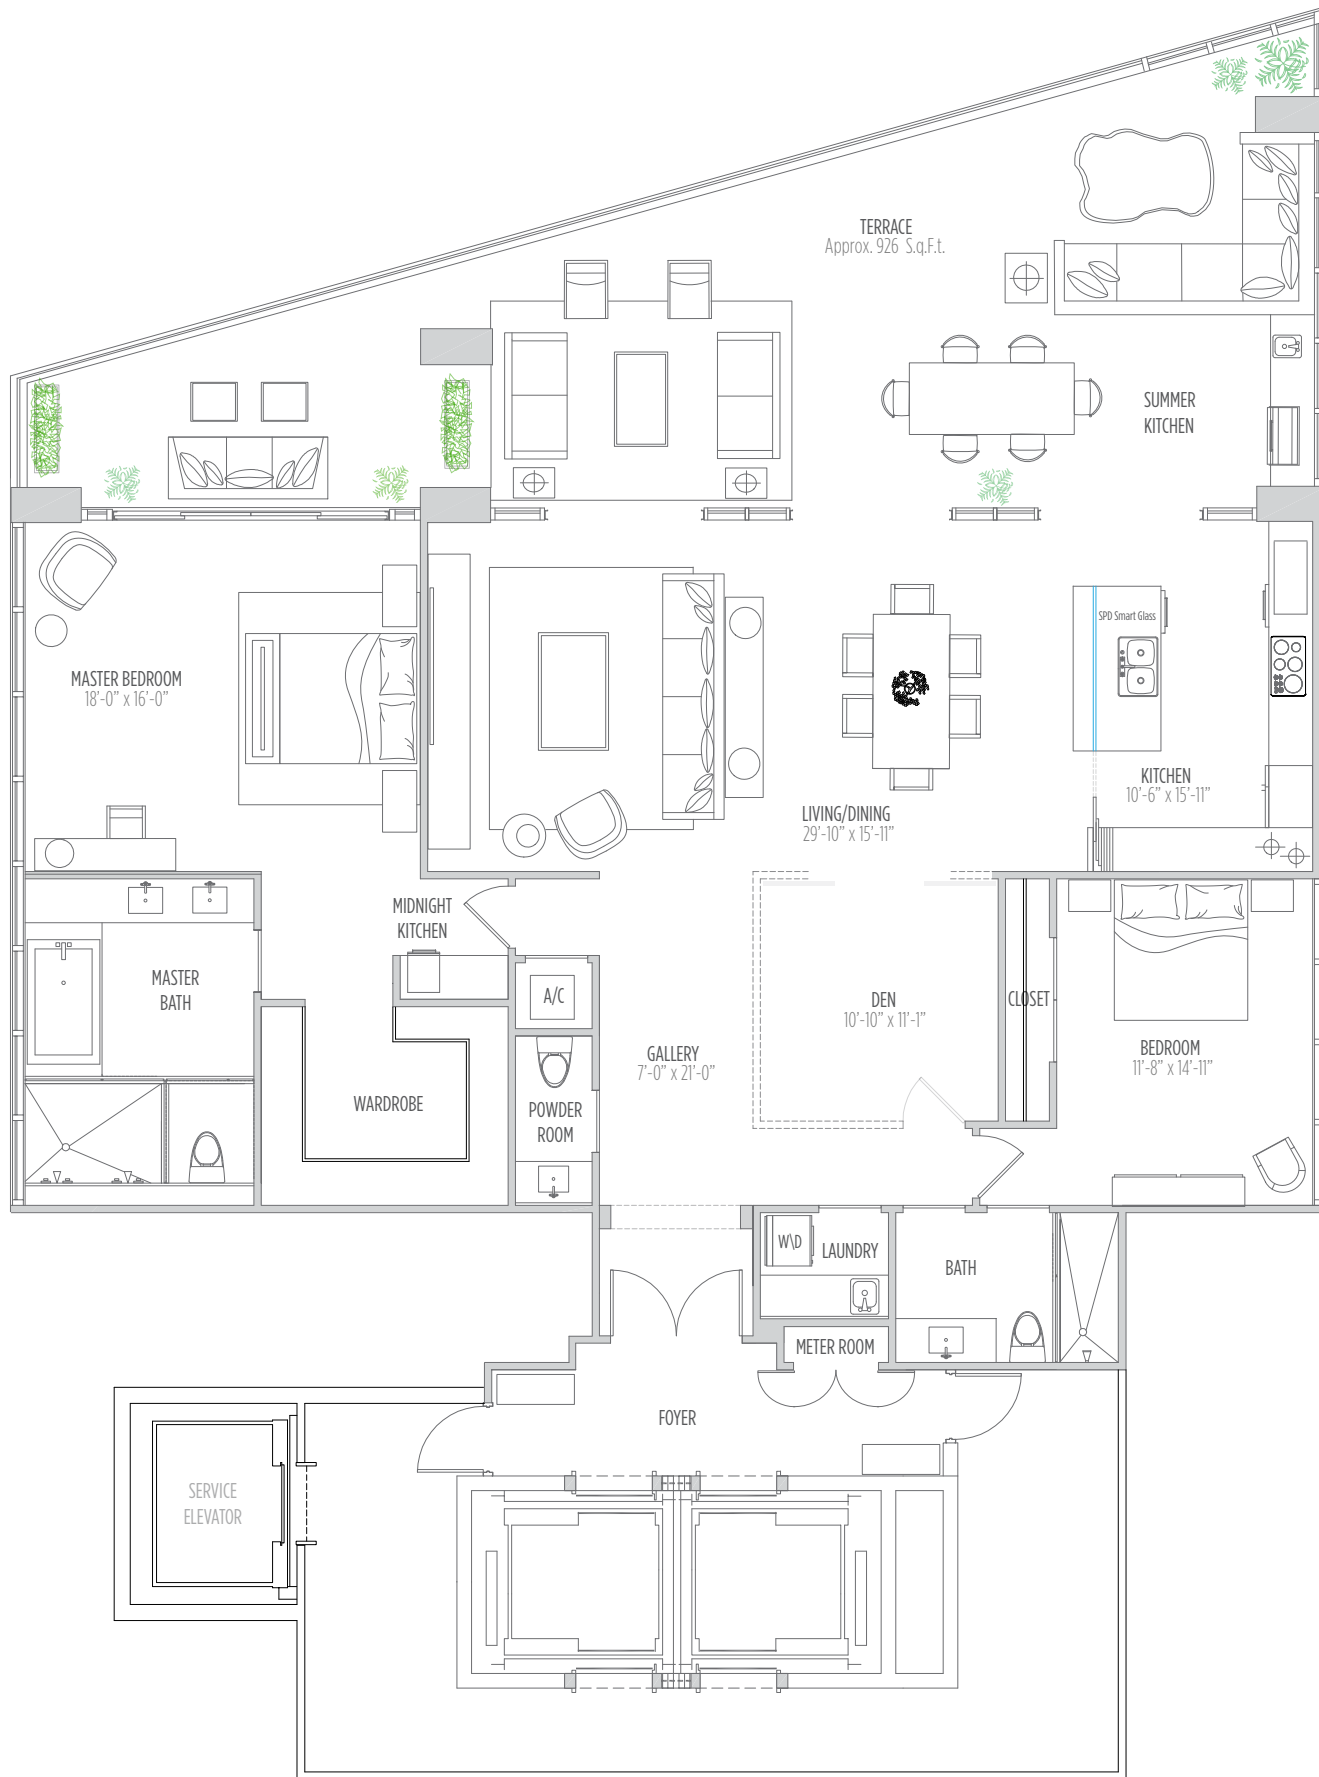 TERRACE
Approx. 926 S.q.F.t.
SUMMER
KITCHEN
SPD Smart Glass
MASTER BEDROOM
18'-0" x 16'-0"
KITCHEN
10'-6" x 15'-11"
LIVING/DINING
29'-10" x 15'-11"
MIDNIGHT
KITCHEN
MASTER
BATH
A/C
DEN
10'-10" x 11'-1"
CLOSET
GALLERY
7'-0" x 21'-0"
BEDROOM
11'-8" x 14'-11"
WARDROBE
POWDER
ROOM
W\D
LAUNDRY
BATH
METER ROOM
FOYER
SERVICE
ELEVATOR